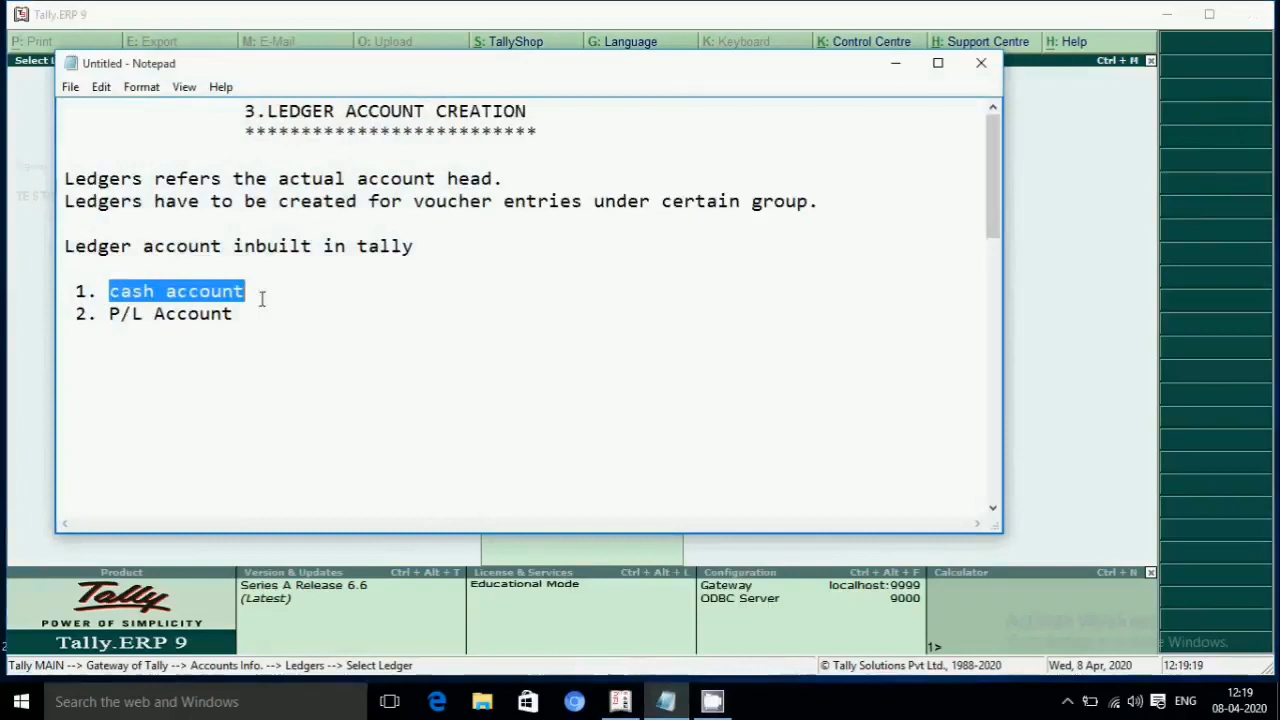 Tally.ERP 9
P: Print
E: Export
M: E-Mail
O: Upload
S: TallyShop
G: Language
K: Keyboard
K: Control Centre
H: Support Centre
H: Help
Ctrl + M
Untitled - Notepad
File Edit Format View Help
3.LEDGER ACCOUNT CREATION
**************************
Ledgers refers the actual account head.
Ledgers have to be created for voucher entries under certain group.
Ledger account inbuilt in tally
1. cash account
2. P/L Account
Product
Tally
POWER OF SIMPLICITY
Tally.ERP 9
Version & Updates Ctrl + Alt + T
Series A Release 6.6
(Latest)
License & Services Ctrl + Alt + L
Educational Mode
Configuration Ctrl + Alt + F
Gateway localhost:9999
ODBC Server 9000
Calculator Ctrl + N
1>
Tally MAIN --> Gateway of Tally --> Accounts Info. --> Ledgers --> Select Ledger
© Tally Solutions Pvt Ltd., 1988-2020
Wed, 8 Apr, 2020
12:19:19
Search the web and Windows
ENG
12:19
08-04-2020